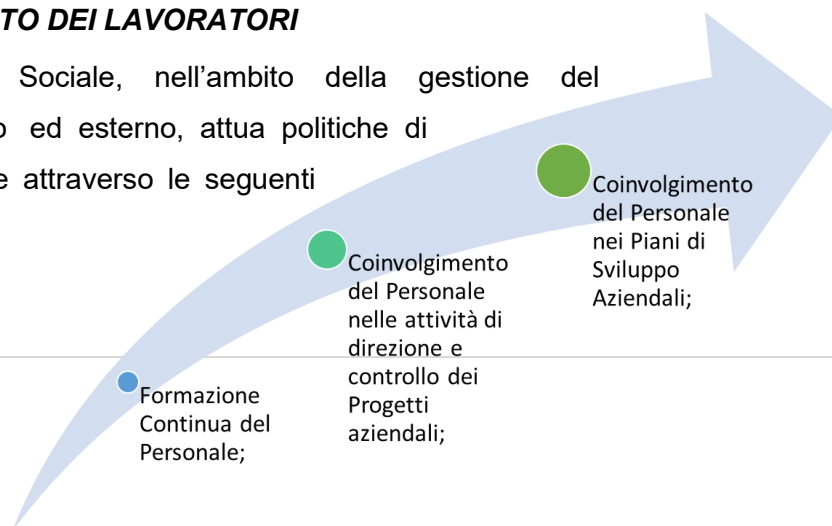 TO DEI LAVORATORI
Sociale, nell’ambito della gestione del
o ed esterno, attua politiche di
e attraverso le seguenti
Coinvolgimento
del Personale
nei Piani di
Sviluppo
Aziendali;
Coinvolgimento
del Personale
nelle attività di
direzione e
controllo dei
Progetti
aziendali;
Formazione
Continua del
Personale;